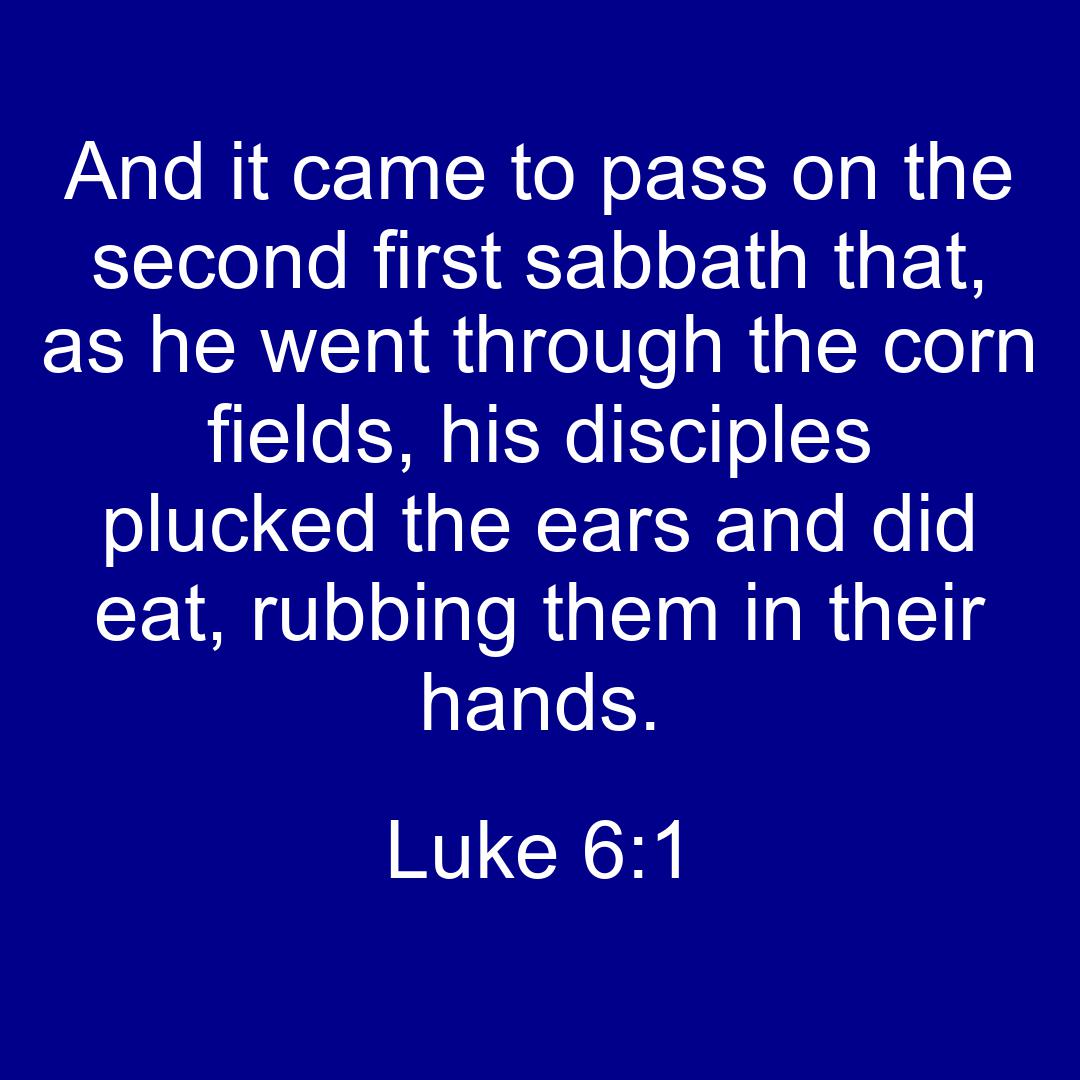 And it came to pass on the
second first sabbath that,
as he went through the corn
fields, his disciples
plucked the ears and did
eat, rubbing them in their
hands.
Luke 6:1